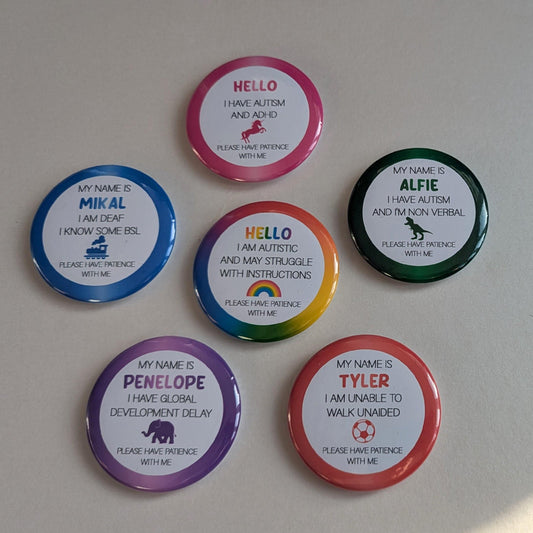 HELLO
I HAVE AUTISM
AND ADHD
PLEASE HAVE PATIENCE
WITH ME
MY NAME IS
MIKAL
I AM DEAF
I KNOW SOME BSL
PLEASE HAVE PATIENCE
WITH ME
HELLO
I AM AUTISTIC
AND MAY STRUGGLE
WITH INSTRUCTIONS
PLEASE HAVE PATIENCE
WITH ME
MY NAME IS
ALFIE
I HAVE AUTISM
AND I'M NON VERBAL
PLEASE HAVE PATIENCE
WITH ME
MY NAME IS
PENELOPE
I HAVE GLOBAL
DEVELOPMENT DELAY
PLEASE HAVE PATIENCE
WITH ME
MY NAME IS
TYLER
I AM UNABLE TO
WALK UNAIDED
PLEASE HAVE PATIENCE
WITH ME